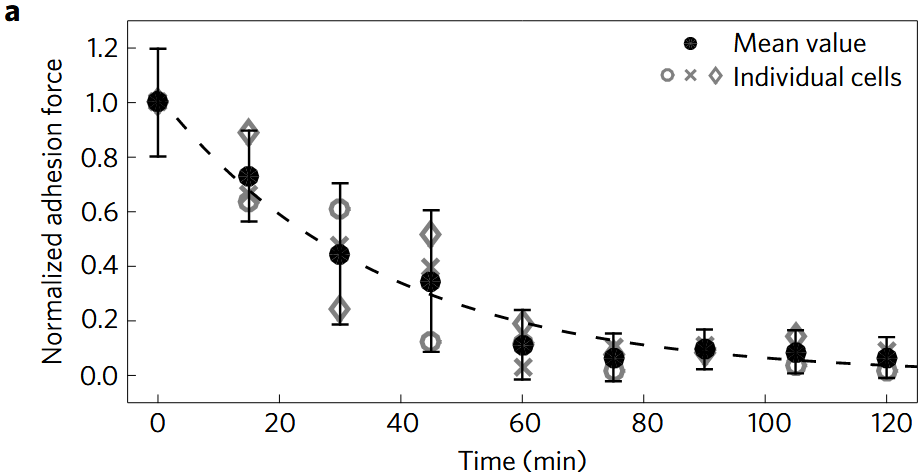 a
Mean value
Individual cells
Normalized adhesion force
1.2
1.0
0.8
0.6
0.4
0.2
0.0
0 20 40 60 80 100 120
Time (min)